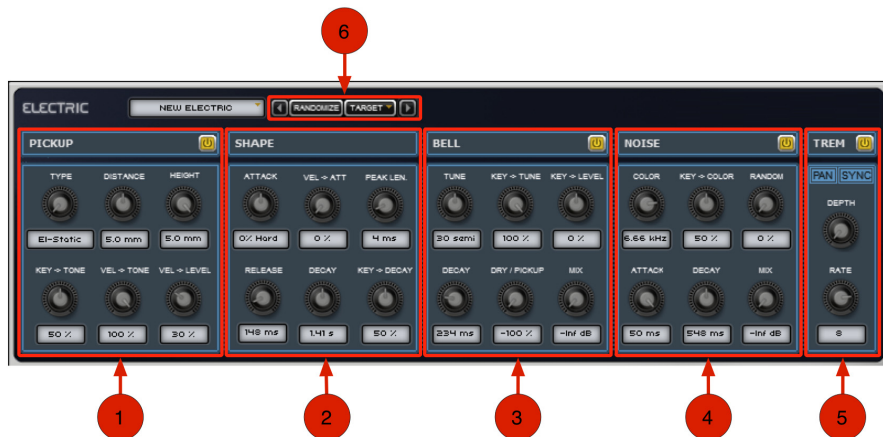 6
ELECTRIC NEW ELECTRIC RANDOMIZE TARGET
PICKUP
TYPE DISTANCE HEIGHT
El-Static 5.0 mm 5.0 mm
KEY -> TONE VEL -> TONE VEL -> LEVEL
50 % 100 % 30 %
SHAPE
ATTACK VEL -> ATT PEAK LEN.
0% Hard 0 % 4 ms
RELEASE DECAY KEY -> DECAY
148 ms 1.41 s 50 %
BELL
TUNE KEY -> TUNE KEY -> LEVEL
30 semi 100 % 0 %
DECAY DRY / PICKUP MIX
234 ms -100 % -Inf dB
NOISE
COLOR KEY -> COLOR RANDOM
6.66 kHz 50 % 0 %
ATTACK DECAY MIX
50 ms 548 ms -Inf dB
TREM
PAN SYNC
DEPTH
RATE
8
1 2 3 4 5